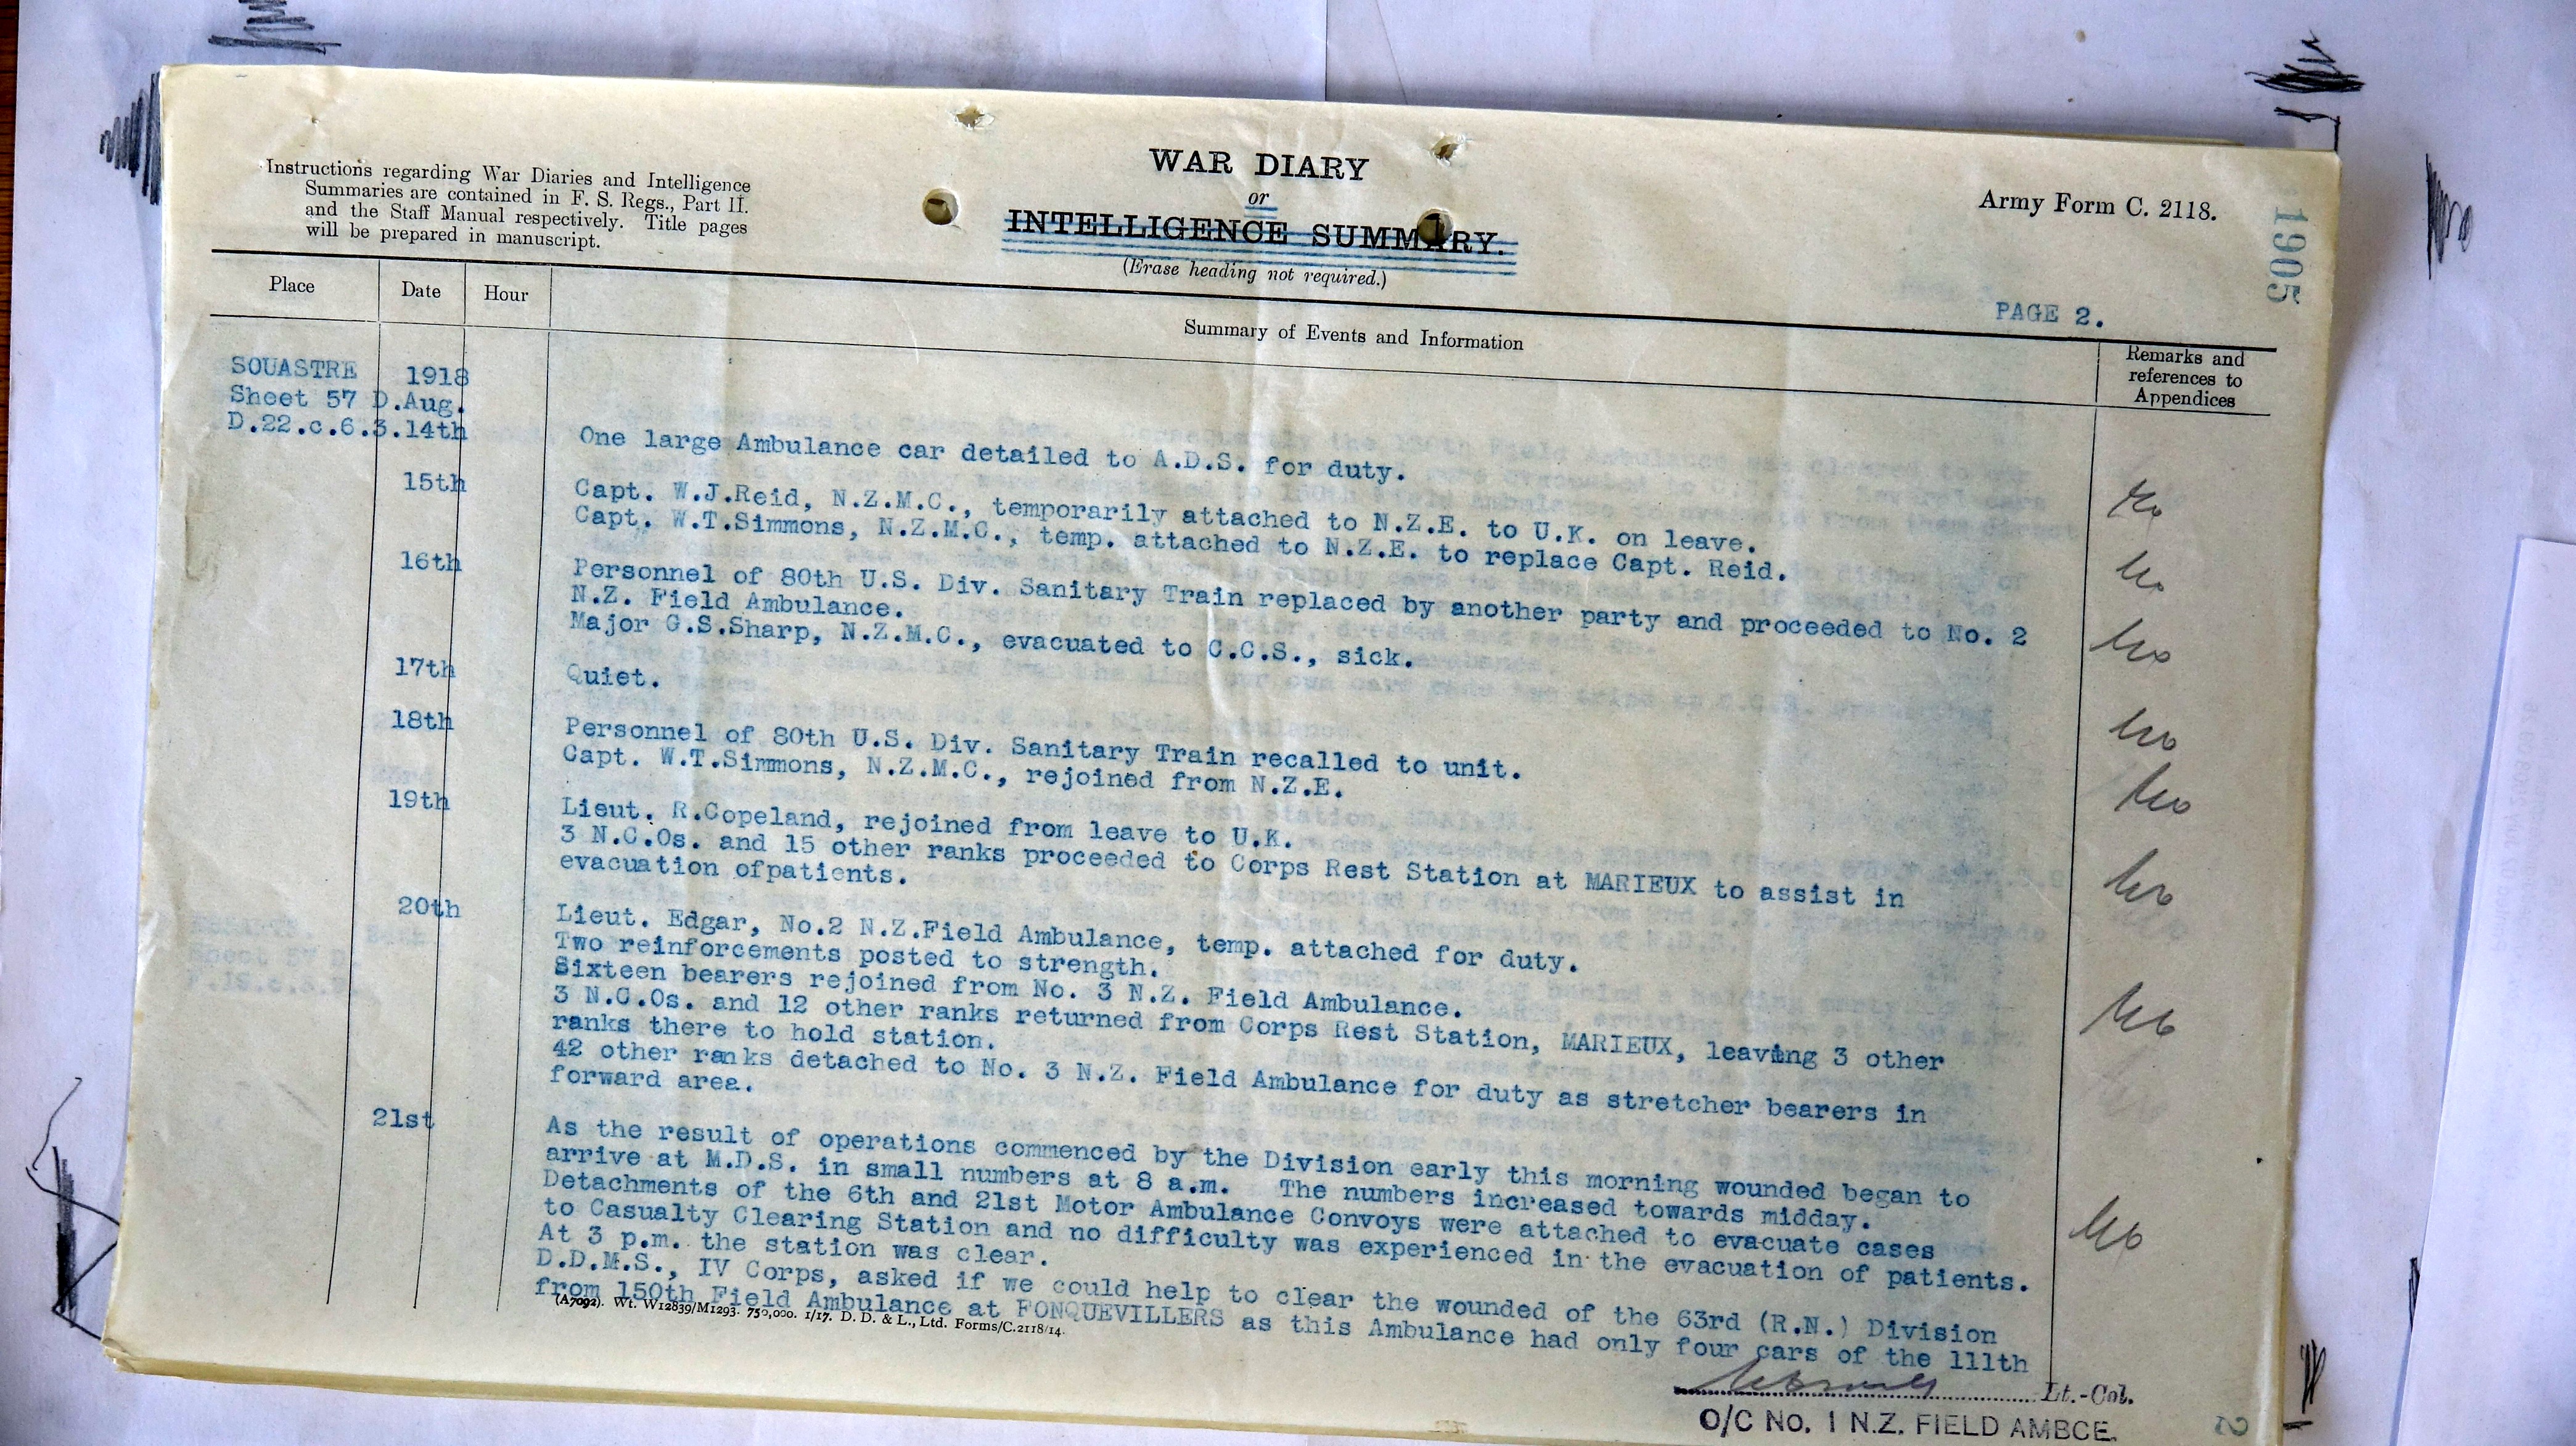 Instructions regarding War Diaries and Intelligence
Summaries are contained in F. S. Regs., Part II.
and the Staff Manual respectively. Title pages
will be prepared in manuscript.
WAR DIARY
or
INTELLIGENCE SUMMARY.
(Erase heading not required.)
Army Form C. 2118.
1905
PAGE 2.
Place Date Hour Summary of Events and Information Remarks and
references to
Appendices
SOUASTRE 1918
Sheet 57 D. Aug.
D.22.c.6.3. 14th One large Ambulance car detailed to A.D.S. for duty.
15th Capt. W.J.Reid, N.Z.M.C., temporarily attached to N.Z.E. to U.K. on leave.
Capt. W.T.Simmons, N.Z.M.C., temp. attached to N.Z.E. to replace Capt. Reid.
16th Personnel of 80th U.S. Div. Sanitary Train replaced by another party and proceeded to No. 2
N.Z. Field Ambulance.
Major G.S.Sharp, N.Z.M.C., evacuated to C.C.S., sick.
17th Quiet.
18th Personnel of 80th U.S. Div. Sanitary Train recalled to unit.
Capt. W.T.Simmons, N.Z.M.C., rejoined from N.Z.E.
19th Lieut. R.Copeland, rejoined from leave to U.K.
3 N.C.Os. and 15 other ranks proceeded to Corps Rest Station at MARIEUX to assist in
evacuation ofpatients.
20th Lieut. Edgar, No.2 N.Z.Field Ambulance, temp. attached for duty.
Two reinforcements posted to strength.
Sixteen bearers rejoined from No. 3 N.Z. Field Ambulance.
3 N.C.Os. and 12 other ranks returned from Corps Rest Station, MARIEUX, leaving 3 other
ranks there to hold station.
42 other ranks detached to No. 3 N.Z. Field Ambulance for duty as stretcher bearers in
forward area.
21st As the result of operations commenced by the Division early this morning wounded began to
arrive at M.D.S. in small numbers at 8 a.m. The numbers increased towards midday.
Detachments of the 6th and 21st Motor Ambulance Convoys were attached to evacuate cases
to Casualty Clearing Station and no difficulty was experienced in the evacuation of patients.
At 3 p.m. the station was clear.
D.D.M.S., IV Corps, asked if we could help to clear the wounded of the 63rd (R.N.) Division
from 150th Field Ambulance at FONQUEVILLERS as this Ambulance had only four cars of the 111th
(A7092). Wt. W12839/M1293. 750,000. 1/17. D. D. & L., Ltd. Forms/C.2118/14.
Lt.-Col.
O/C No. 1 N.Z. FIELD AMBCE.
2